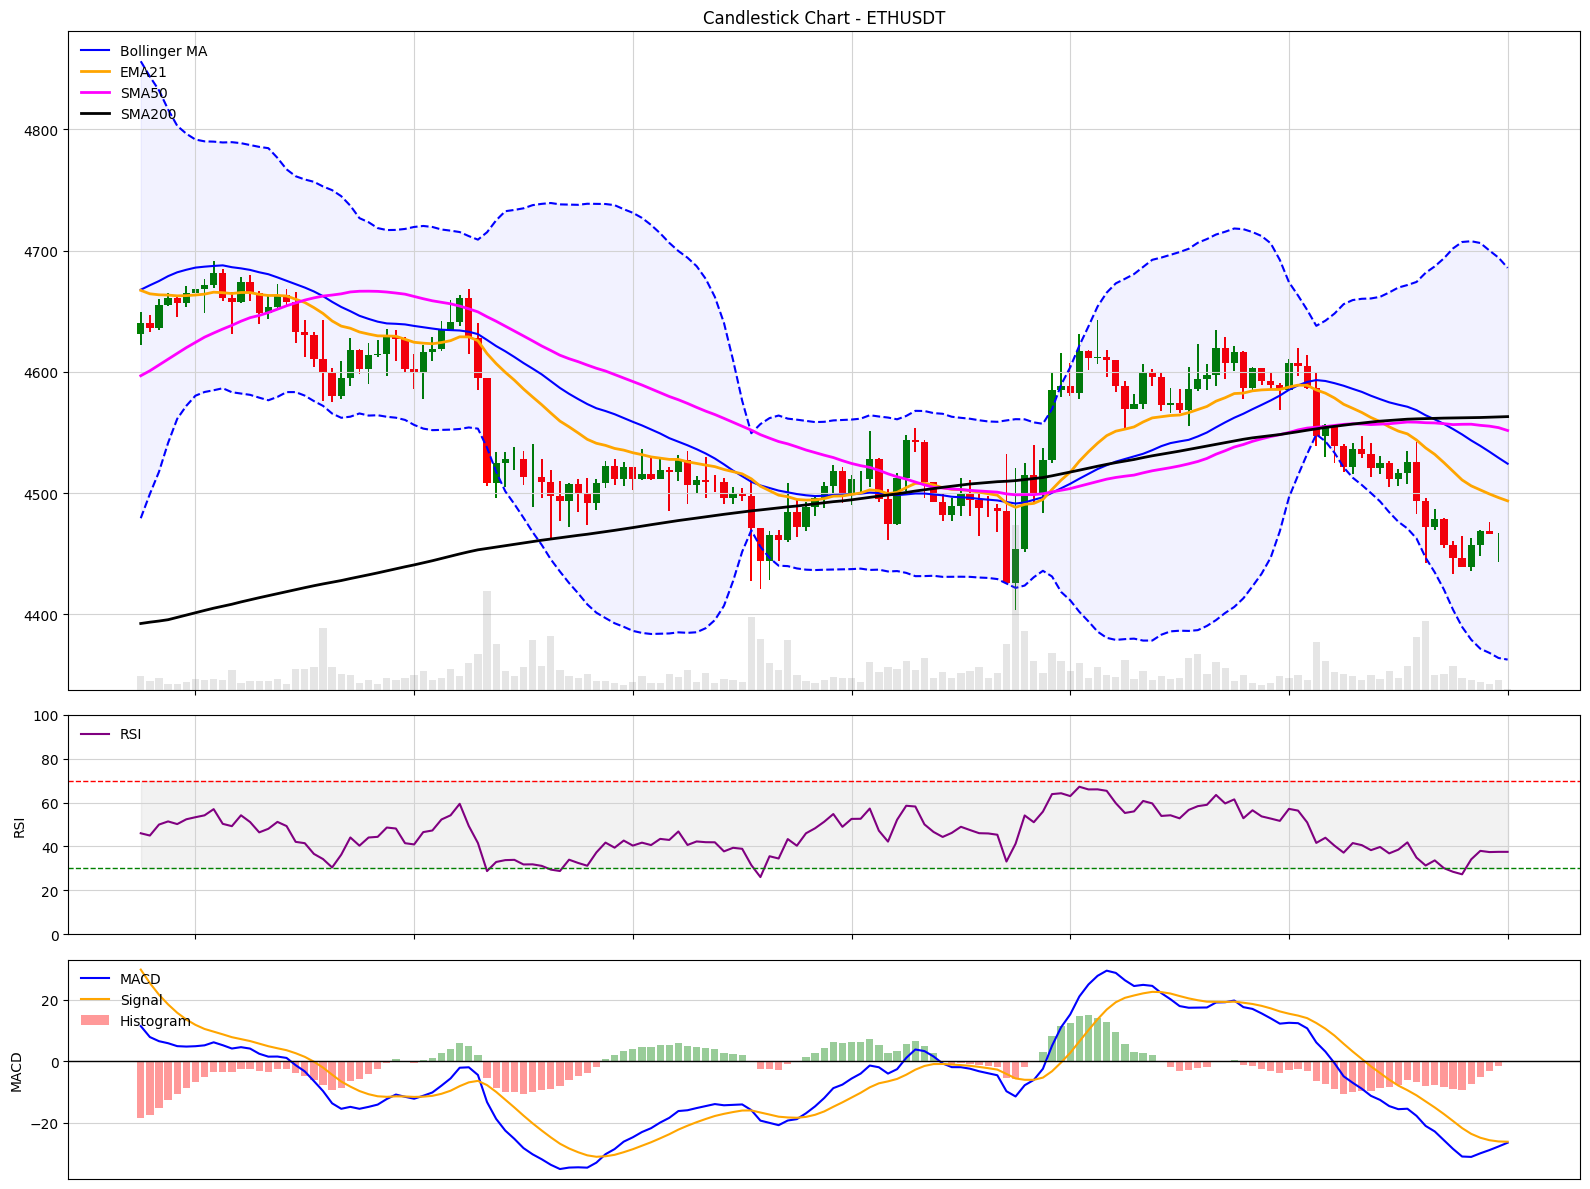 Candlestick Chart - ETHUSDT
Bollinger MA
EMA21
SMA50
SMA200
4800
4700
4600
4500
4400
RSI
100
80
60
40
20
0
RSI
MACD
Signal
Histogram
20
0
−20
MACD